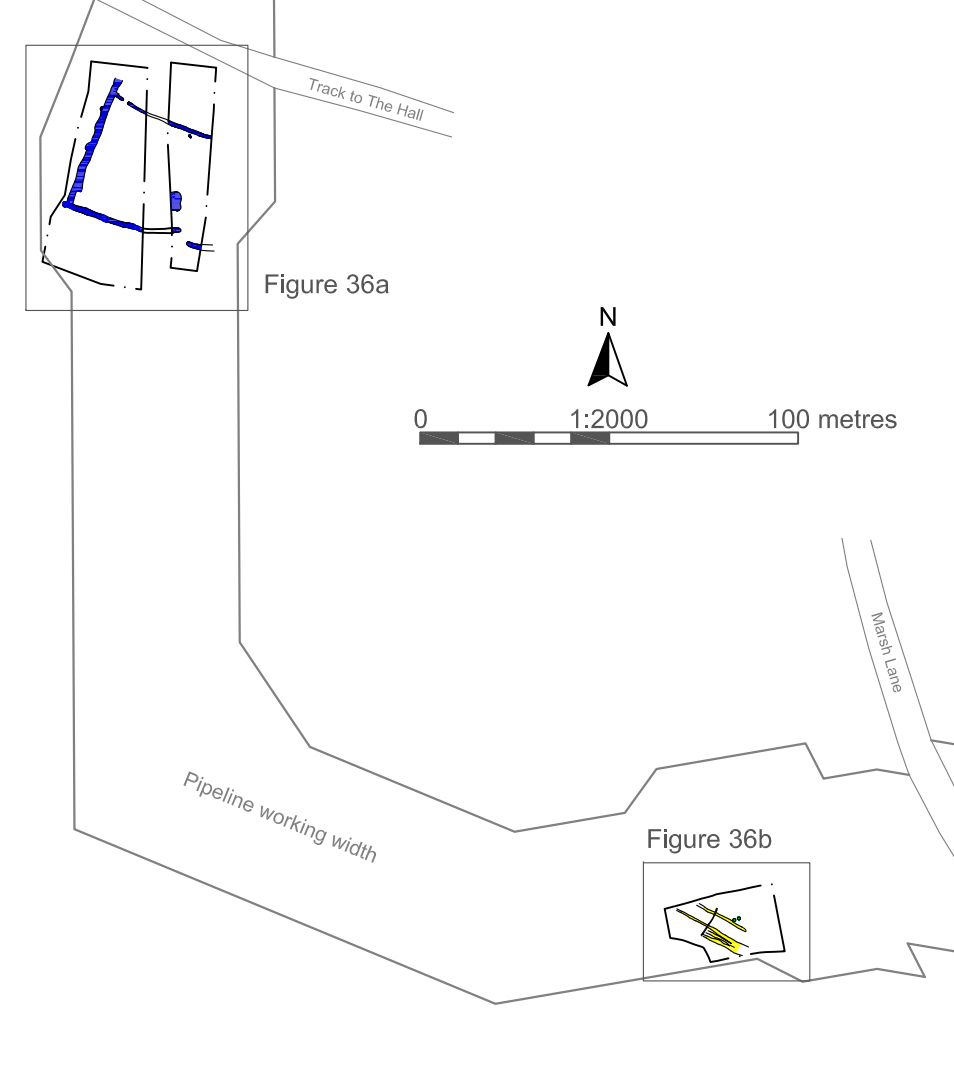 Track to The Hall
Figure 36a
N
0 1:2000 100 metres
Marsh Lane
Pipeline working width
Figure 36b